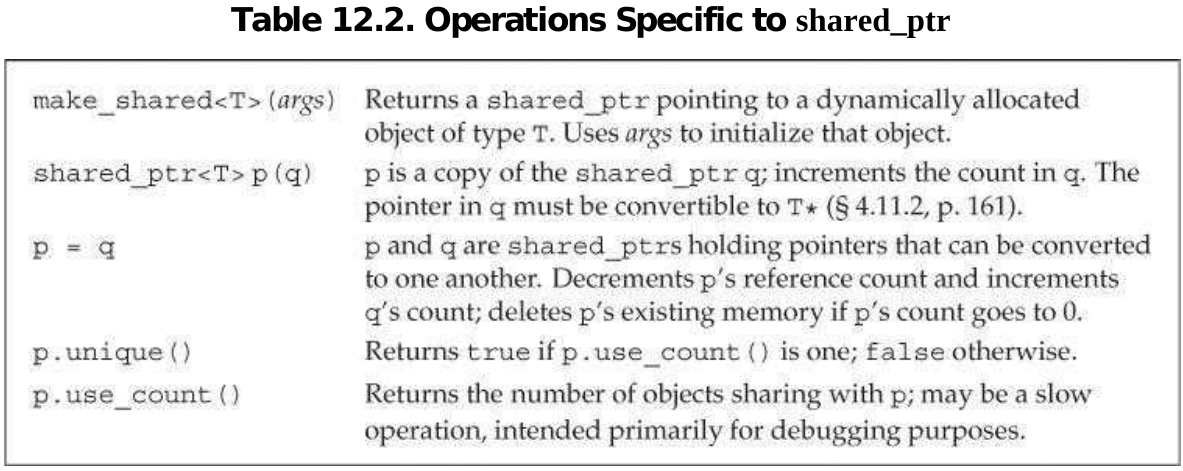 Table 12.2. Operations Specific to shared_ptr
make_shared<T>(args) Returns a shared_ptr pointing to a dynamically allocated
object of type T. Uses args to initialize that object.
shared_ptr<T>p(q) p is a copy of the shared_ptr q; increments the count in q. The
pointer in q must be convertible to T* (§ 4.11.2, p. 161).
p = q p and q are shared_ptrs holding pointers that can be converted
to one another. Decrements p's reference count and increments
q's count; deletes p's existing memory if p's count goes to 0.
p.unique() Returns true if p.use_count() is one; false otherwise.
p.use_count() Returns the number of objects sharing with p; may be a slow
operation, intended primarily for debugging purposes.